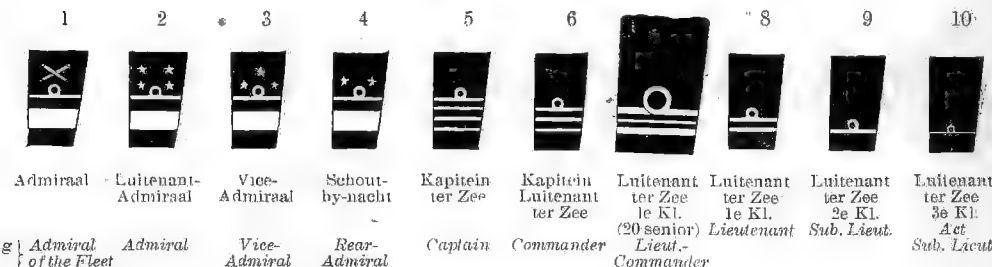 1 2 3 4 5 6 8 9 10
Admiraal Luitenant- Vice- Schout- Kapitein Kapitein Luitenant Luitenant Luitenant Luitenant
Admiraal Admiraal by-nacht ter Zee Luitenant ter Zee ter Zee ter Zee ter Zee
ter Zee 1e Kl. 1e Kl. 2e Kl. 3e Kl.
(20 senior) Lieutenant Sub. Lieut. Act
g } Admiral Admiral Vice- Rear- Captain Commander Lieut.- Sub. Lieut
of the Fleet Admiral Admiral Commander